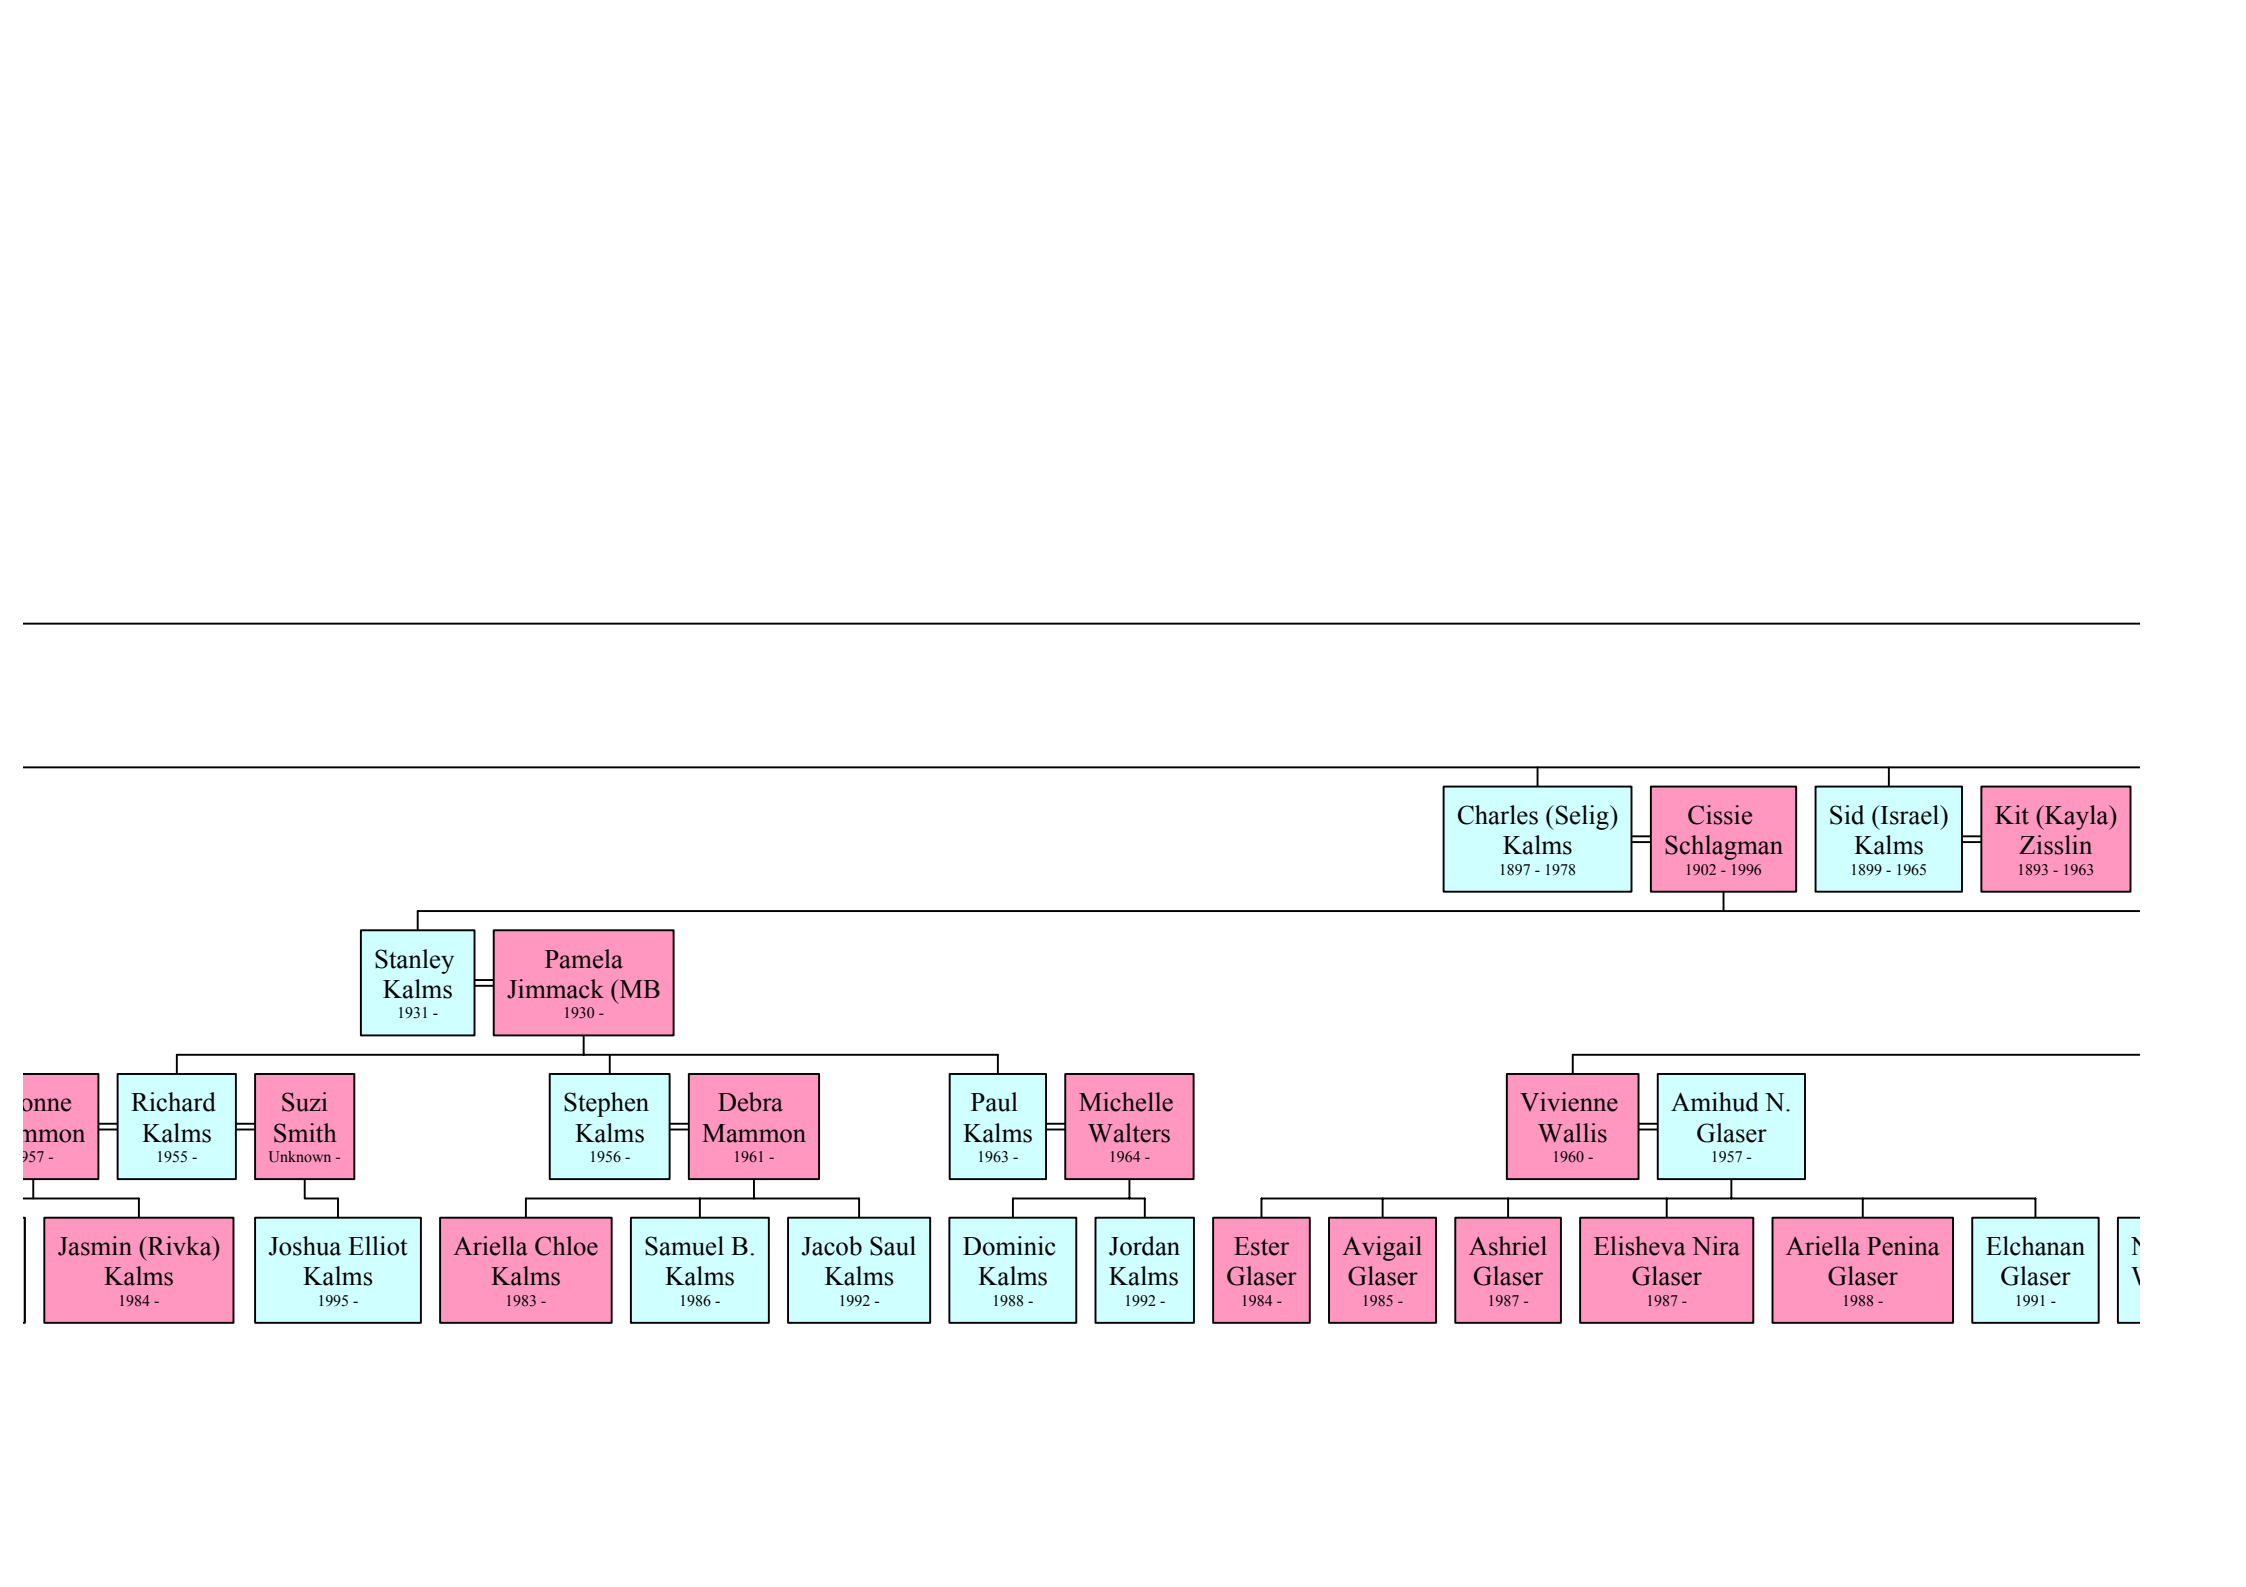 Charles (Selig)
Kalms
1897 - 1978
Cissie
Schlagman
1902 - 1996
Sid (Israel)
Kalms
1899 - 1965
Kit (Kayla)
Zisslin
1893 - 1963
Stanley
Kalms
1931 -
Pamela
Jimmack (MB
1930 -
onne
mmon
957 -
Richard
Kalms
1955 -
Suzi
Smith
Unknown -
Stephen
Kalms
1956 -
Debra
Mammon
1961 -
Paul
Kalms
1963 -
Michelle
Walters
1964 -
Vivienne
Wallis
1960 -
Amihud N.
Glaser
1957 -
Jasmin (Rivka)
Kalms
1984 -
Joshua Elliot
Kalms
1995 -
Ariella Chloe
Kalms
1983 -
Samuel B.
Kalms
1986 -
Jacob Saul
Kalms
1992 -
Dominic
Kalms
1988 -
Jordan
Kalms
1992 -
Ester
Glaser
1984 -
Avigail
Glaser
1985 -
Ashriel
Glaser
1987 -
Elisheva Nira
Glaser
1987 -
Ariella Penina
Glaser
1988 -
Elchanan
Glaser
1991 -